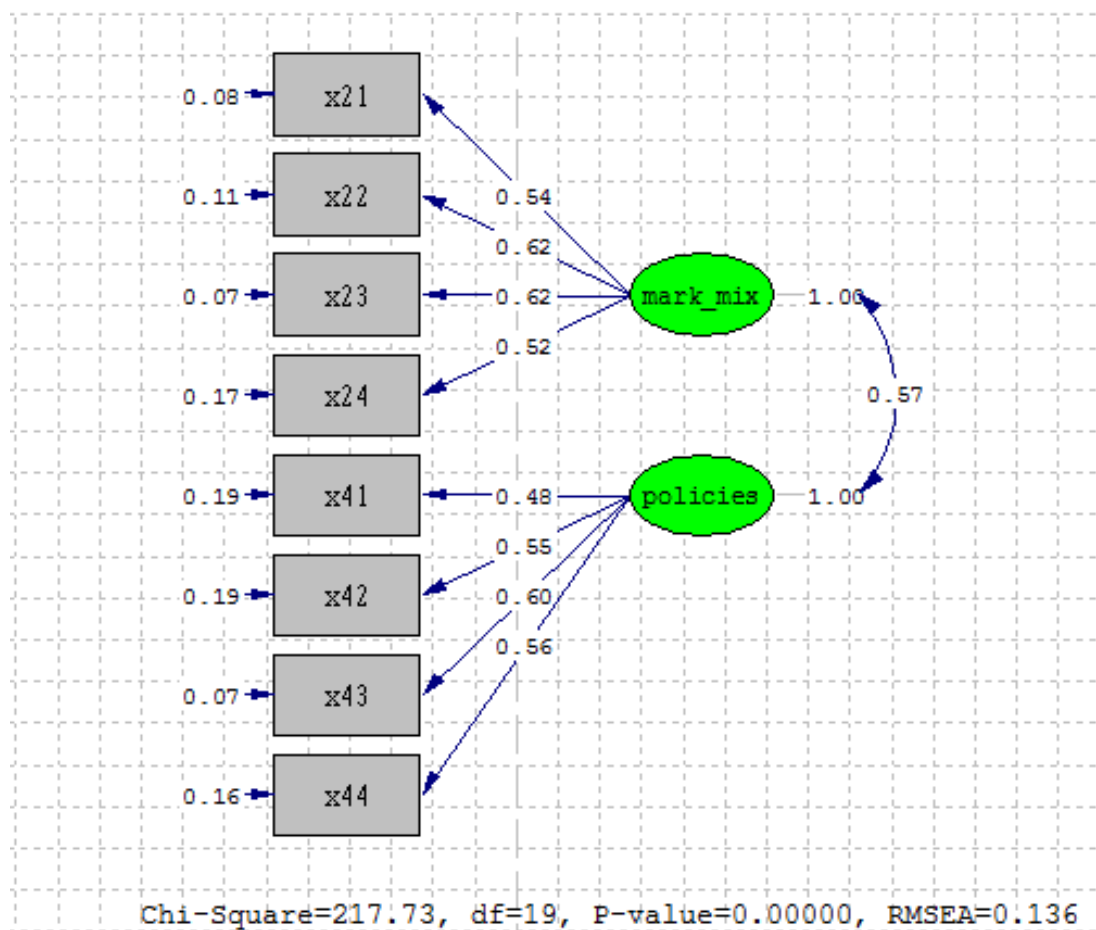 0.08 x21
0.54
0.11 x22
0.62
0.07 x23 0.62 mark_mix 1.00
0.52
0.17 x24 0.57
0.19 x41 0.48 policies 1.00
0.55
0.19 x42 0.60
0.56
0.07 x43
0.16 x44
Chi-Square=217.73, df=19, P-value=0.00000, RMSEA=0.136